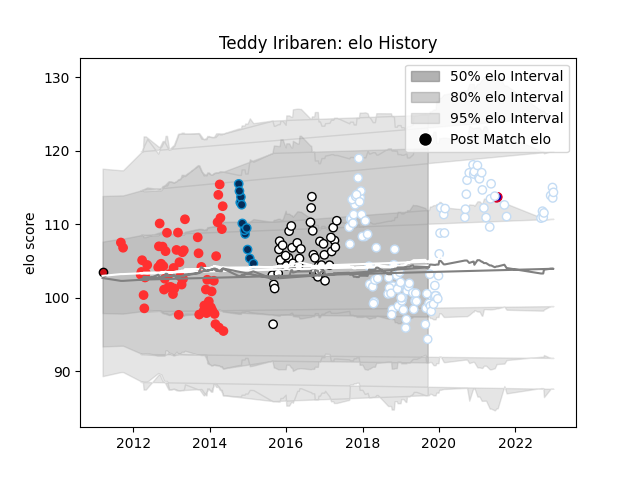 Teddy Iribaren: elo History
130
120
110
100
90
elo score
50% elo Interval
80% elo Interval
95% elo Interval
Post Match elo
2012 2014 2016 2018 2020 2022